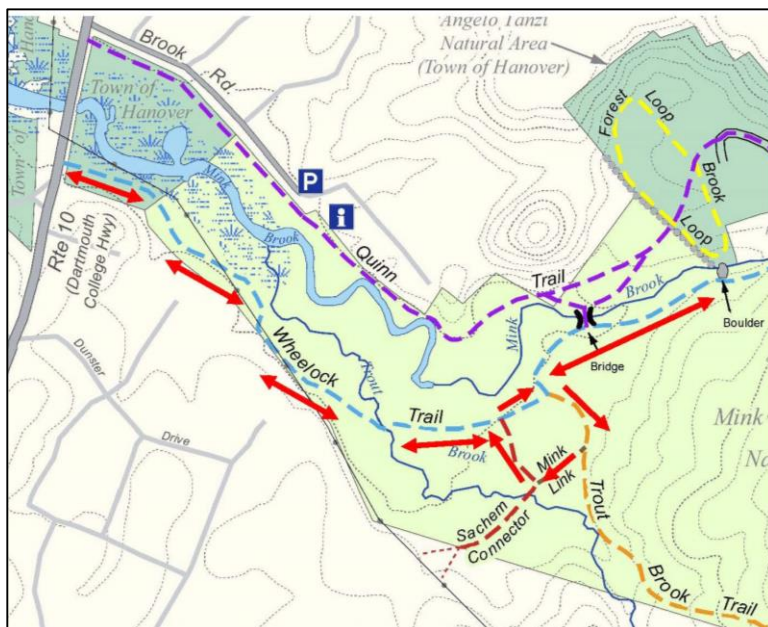 Angelo Tanzi
Natural Area
(Town of Hanover)
Brook Rd.
Town of
Hanover
Town of
Mink
Brook
P
i
Quinn
Trail
Forest
Loop
Brook
Loop
Rte 10
(Dartmouth
College Hwy)
Mink
Brook
Boulder
Bridge
Dunster
Drive
Wheelock
Trail
Trout
Brook
Mink
Link
Sachem
Connector
Trout
Brook
Trail
Mink